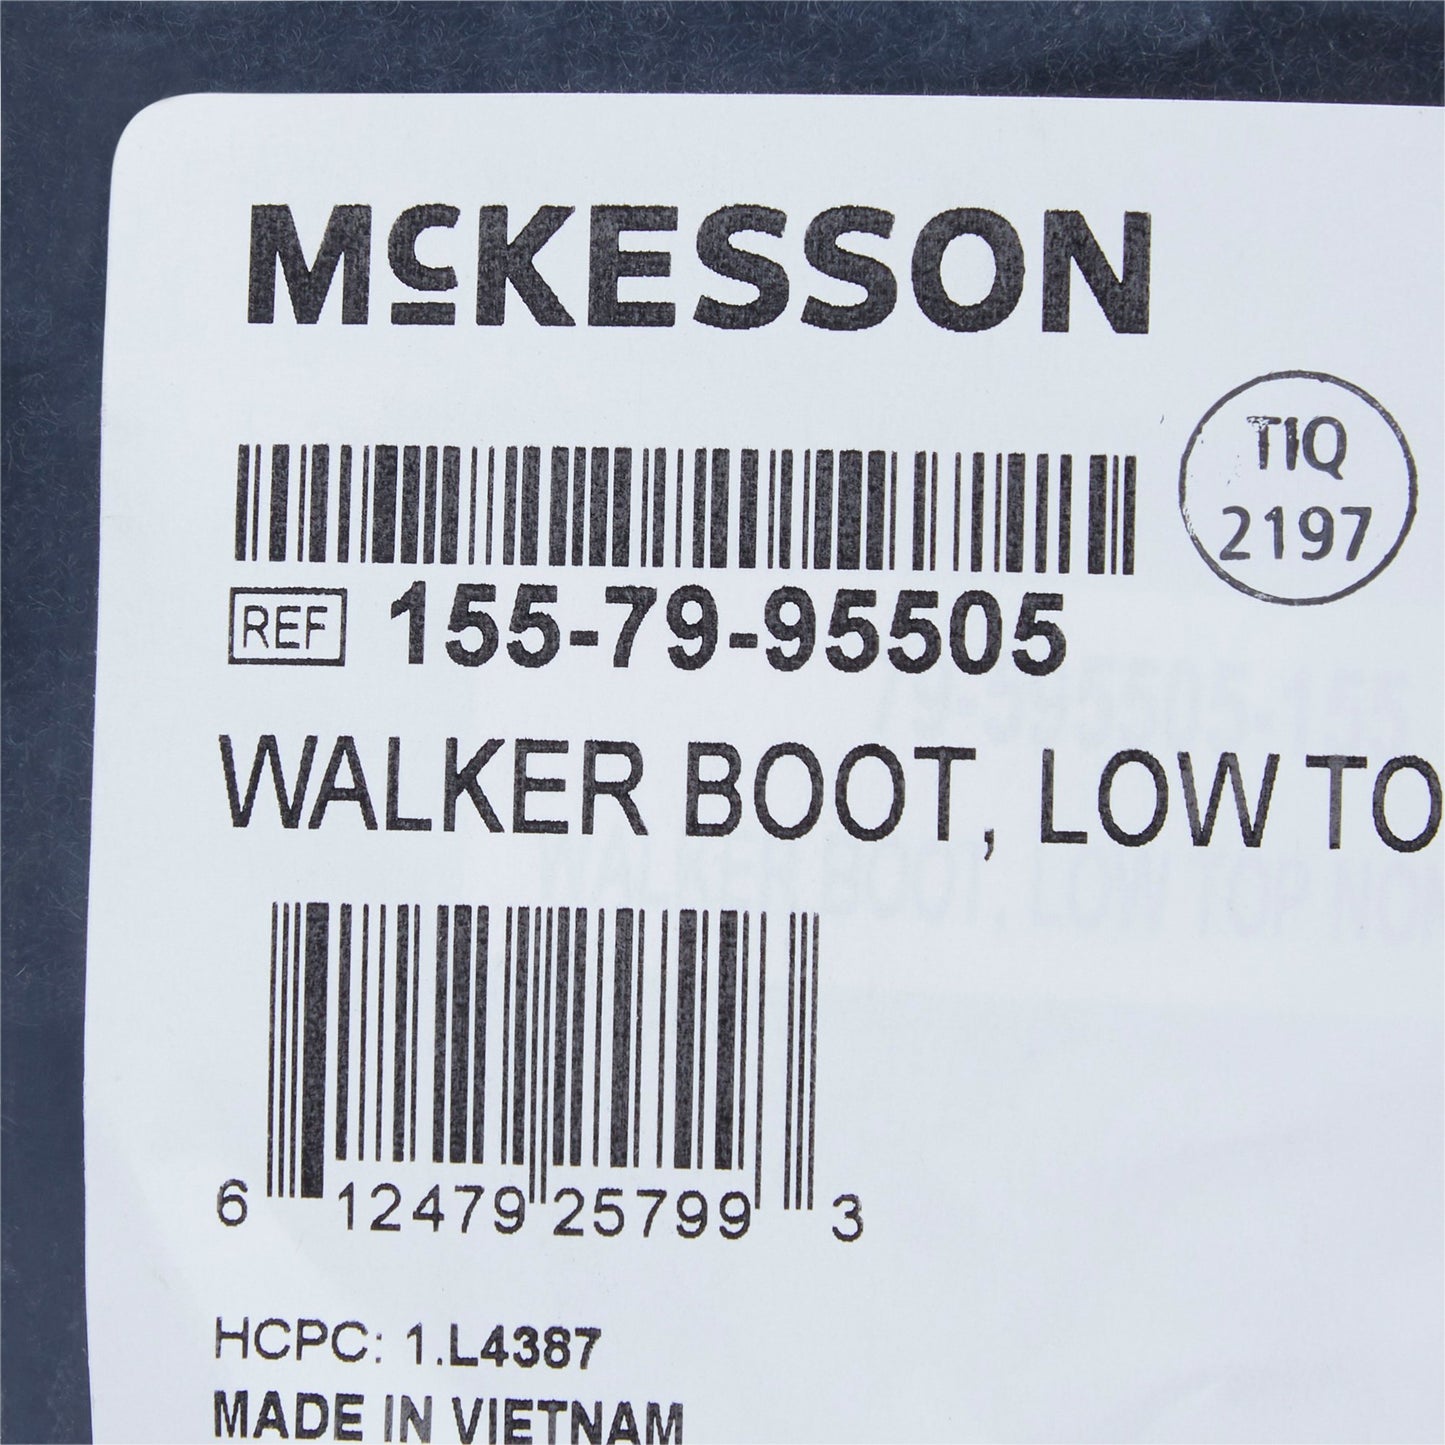 McKESSON
TIQ
2197
REF 155-79-95505
WALKER BOOT, LOW TO
6 12479 25799 3
HCPC: 1.L4387
MADE IN VIETNAM